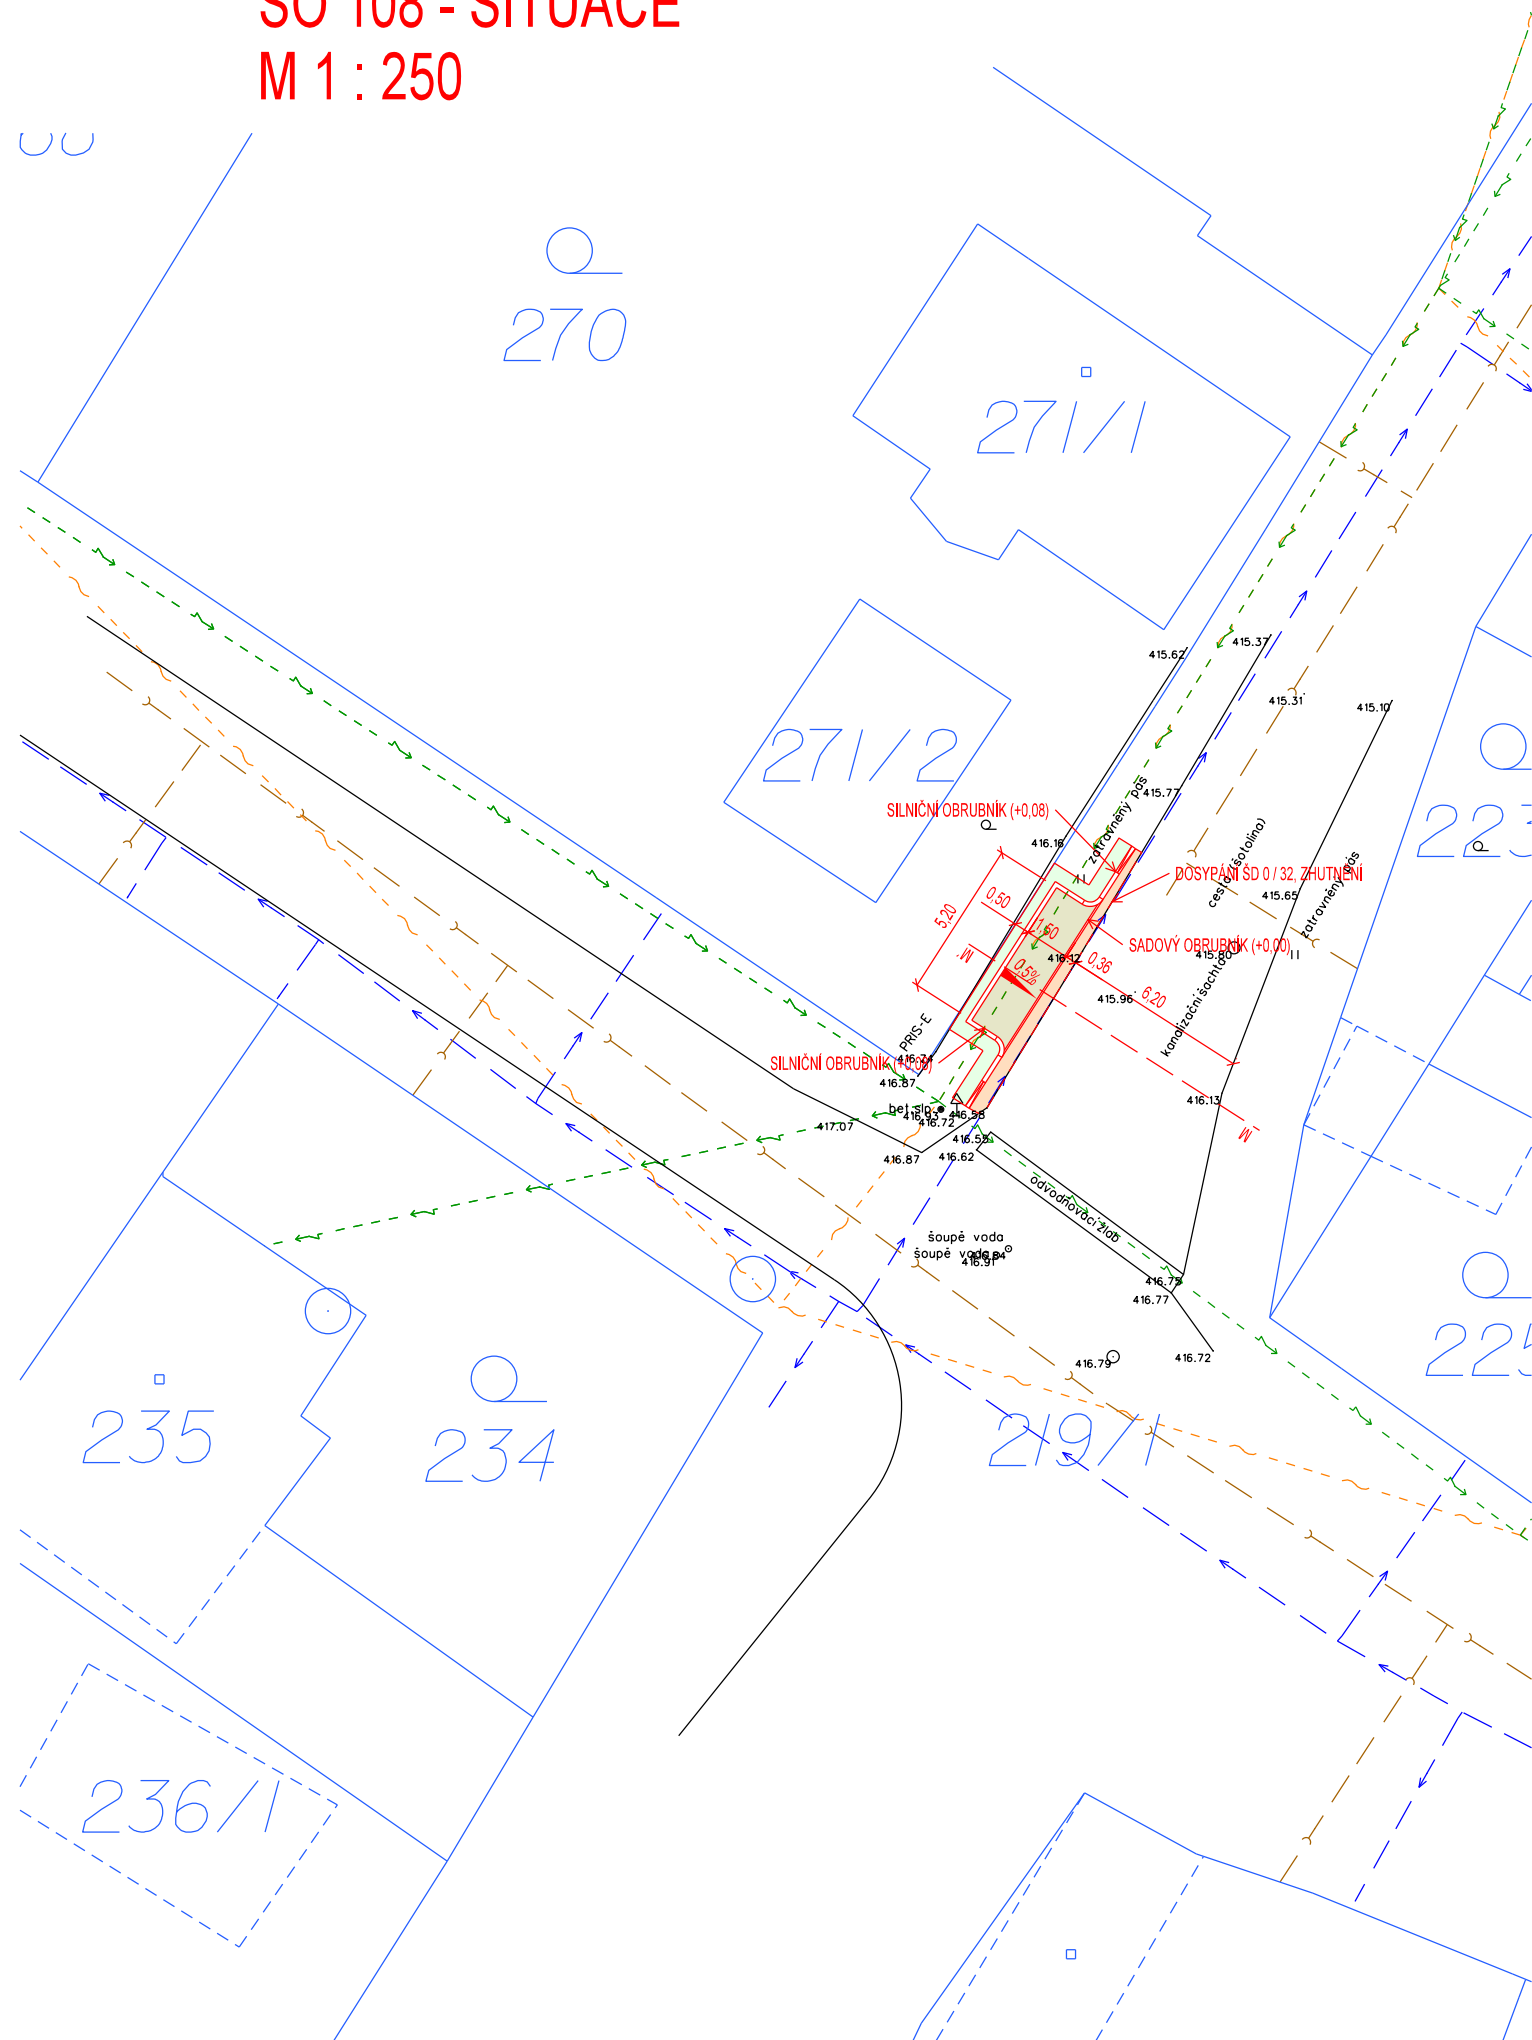 SO 108 - SITUACE
M 1 : 250
270
271/1
271/2
415.62
415.37
415.31
415.10
223
415.77
SILNIČNÍ OBRUBNÍK (+0,08)
zatravněný pás
416.16
cesta (šotolina)
DOSYPÁNÍ ŠD 0 / 32, ZHUTNĚNÍ
zatravněný pás
415.65
0,50
5,20
1,50
SADOVÝ OBRUBNÍK (+0,00)
415.80
M.
416.12
0,36
0,5%
kanalizační šachta
415.96
6,20
PRIS-E
416.74
SILNIČNÍ OBRUBNÍK (+0,08)
416.87
bet.slp.
416.93
416.58
416.72
416.13
417.07
M.
416.55
416.87
416.62
odvodňovací žlab
šoupě voda
šoupě voda
416.84
416.91
416.75
416.77
225
416.79
416.72
235
234
219/1
236/1